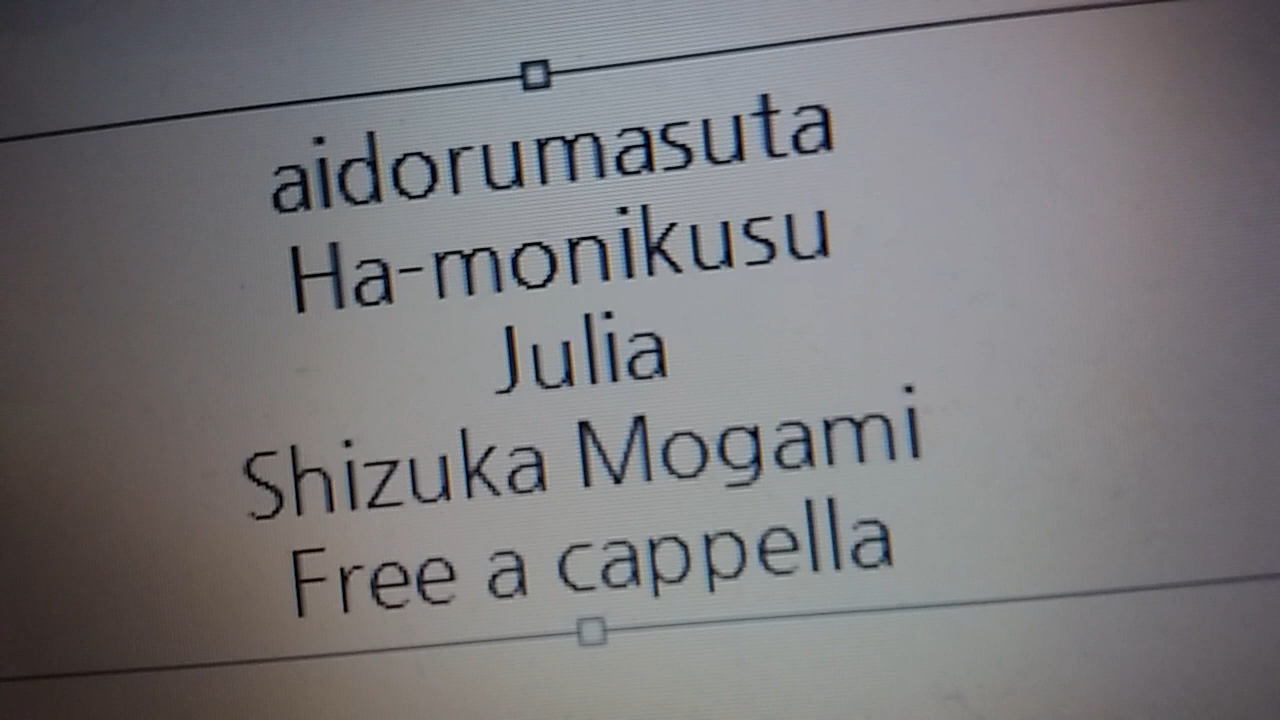 aidorumasuta
Ha-monikusu
Julia
Shizuka Mogami
Free a cappella